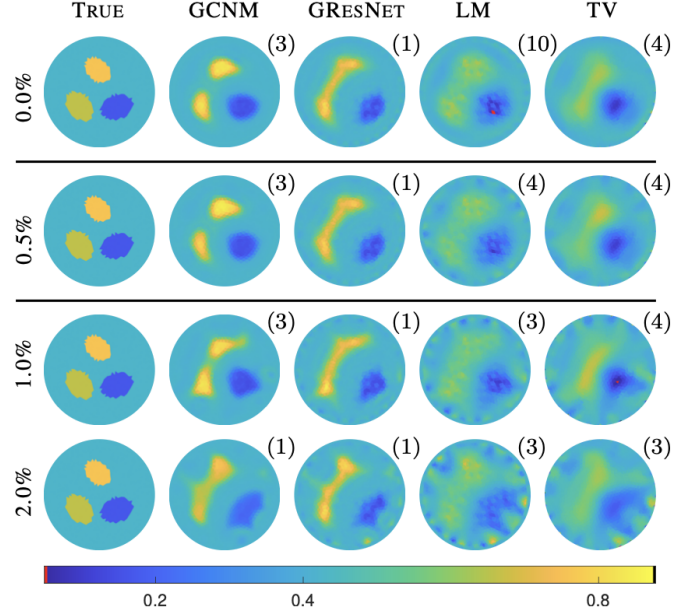 TRUE GCNM GRESNET LM TV
0.0% (3) (1) (10) (4)
0.5% (3) (1) (4) (4)
1.0% (3) (1) (3) (4)
2.0% (1) (1) (3) (3)
0.2 0.4 0.8